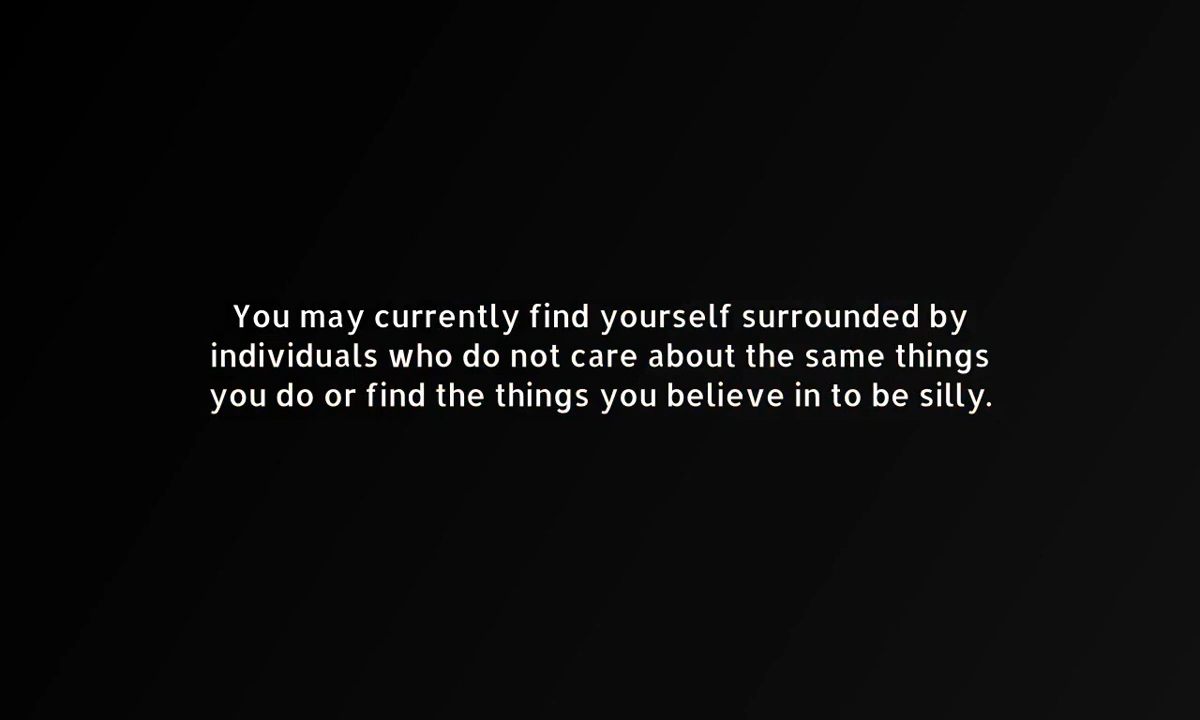 You may currently find yourself surrounded by
individuals who do not care about the same things
you do or find the things you believe in to be silly.